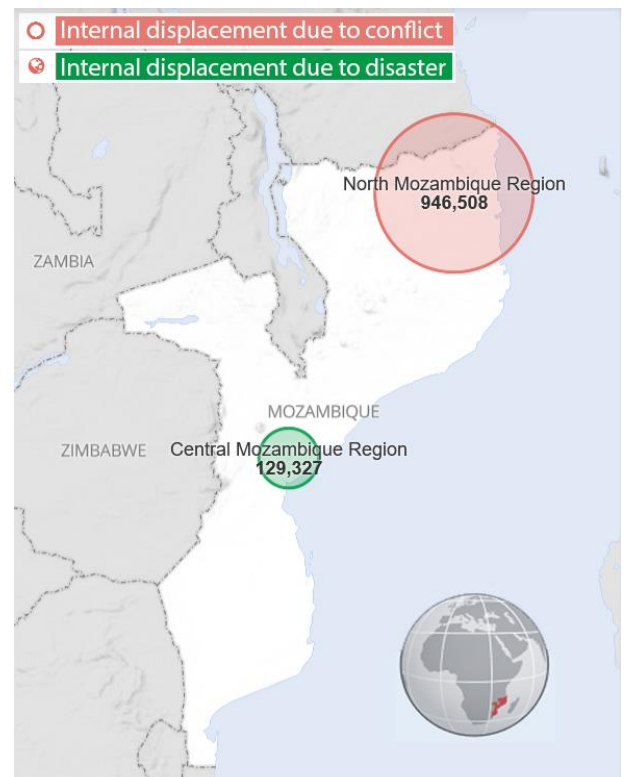 Internal displacement due to conflict
Internal displacement due to disaster
North Mozambique Region
946,508
ZAMBIA
MOZAMBIQUE
ZIMBABWE
Central Mozambique Region
129,327